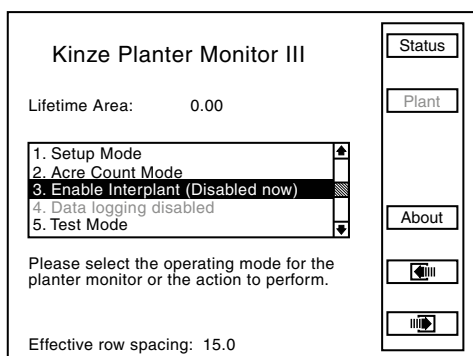 Kinze Planter Monitor III
Lifetime Area: 0.00
1. Setup Mode
2. Acre Count Mode
3. Enable Interplant (Disabled now)
4. Data logging disabled
5. Test Mode
Please select the operating mode for the
planter monitor or the action to perform.
Effective row spacing: 15.0
Status
Plant
About